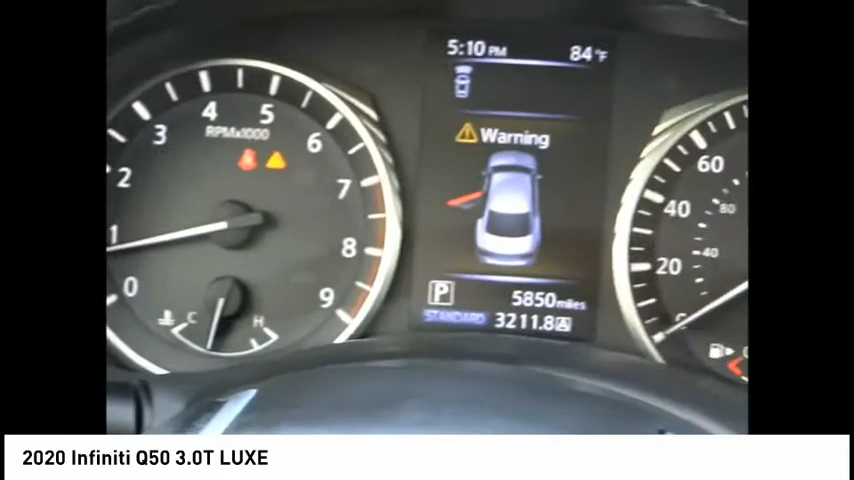 5:10 PM 84°F
Warning
P
5850 miles
STANDARD 3211.8 A
0 1 2 3 4 5 6 7 8 9
RPMx1000
C H
0 20 40 60
40 80
2020 Infiniti Q50 3.0T LUXE